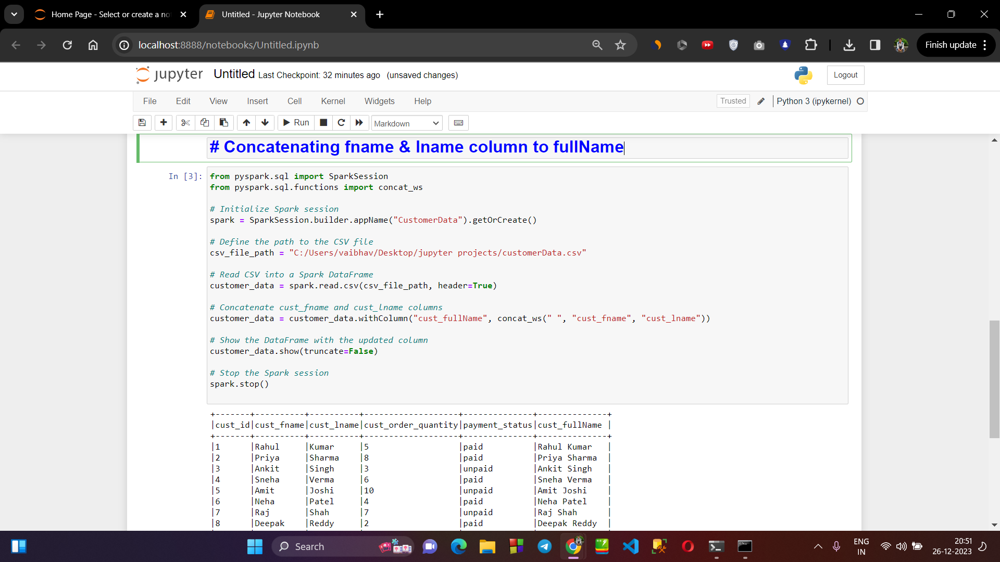 Home Page - Select or create a no
Untitled - Jupyter Notebook
localhost:8888/notebooks/Untitled.ipynb
Finish update
jupyter Untitled Last Checkpoint: 32 minutes ago (unsaved changes)
Logout
File Edit View Insert Cell Kernel Widgets Help
Trusted
Python 3 (ipykernel)
Run
Markdown
# Concatenating fname & lname column to fullName
In [3]:
from pyspark.sql import SparkSession
from pyspark.sql.functions import concat_ws
# Initialize Spark session
spark = SparkSession.builder.appName("CustomerData").getOrCreate()
# Define the path to the CSV file
csv_file_path = "C:/Users/vaibhav/Desktop/jupyter projects/customerData.csv"
# Read CSV into a Spark DataFrame
customer_data = spark.read.csv(csv_file_path, header=True)
# Concatenate cust_fname and cust_lname columns
customer_data = customer_data.withColumn("cust_fullName", concat_ws(" ", "cust_fname", "cust_lname"))
# Show the DataFrame with the updated column
customer_data.show(truncate=False)
# Stop the Spark session
spark.stop()
+-------+----------+----------+-------------------+--------------+--------------+
|cust_id|cust_fname|cust_lname|cust_order_quantity|payment_status|cust_fullName |
+-------+----------+----------+-------------------+--------------+--------------+
|1      |Rahul     |Kumar     |5                  |paid          |Rahul Kumar   |
|2      |Priya     |Sharma    |8                  |paid          |Priya Sharma  |
|3      |Ankit     |Singh     |3                  |unpaid        |Ankit Singh   |
|4      |Sneha     |Verma     |6                  |paid          |Sneha Verma   |
|5      |Amit      |Joshi     |10                 |unpaid        |Amit Joshi    |
|6      |Neha      |Patel     |4                  |paid          |Neha Patel    |
|7      |Raj       |Shah      |7                  |unpaid        |Raj Shah      |
|8      |Deepak    |Reddy     |2                  |paid          |Deepak Reddy  |
Search
ENG
IN
20:51
26-12-2023